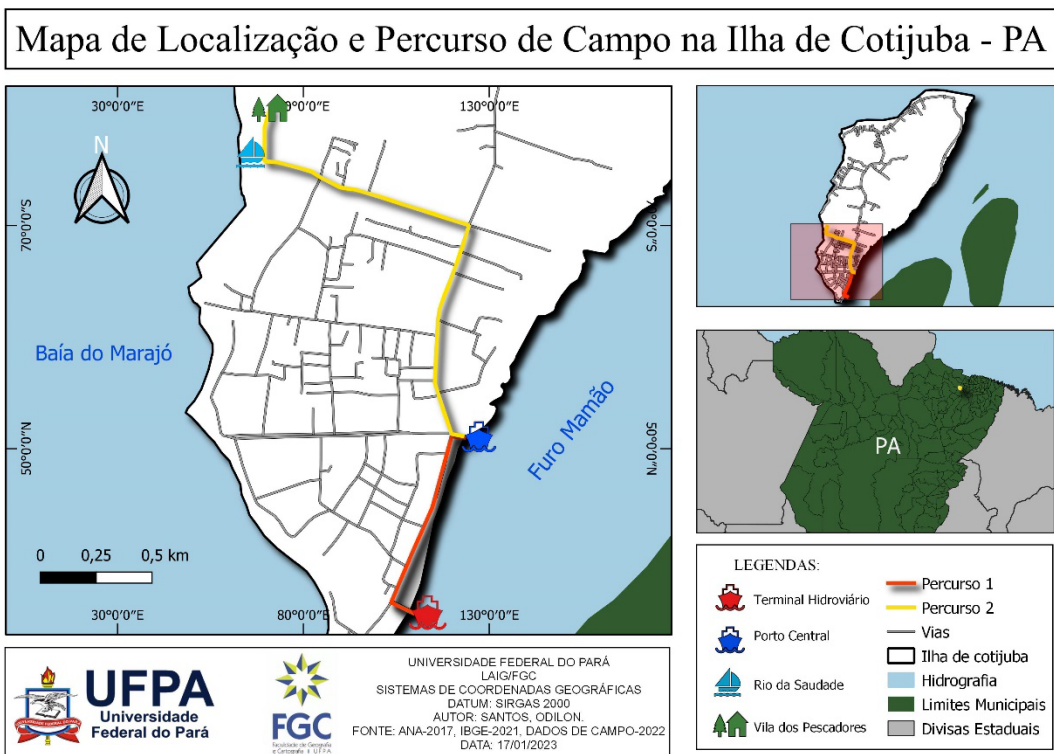 Mapa de Localização e Percurso de Campo na Ilha de Cotijuba - PA
30°0'0"E
130°0'0"E
N
70°0'0"S
Baía do Marajó
Furo Mamão
50°0'0"N
50°0'0"N
0 0,25 0,5 km
30°0'0"E 80°0'0"E 130°0'0"E
PA
LEGENDAS:
Terminal Hidroviário
Porto Central
Rio da Saudade
Vila dos Pescadores
Percurso 1
Percurso 2
Vias
Ilha de cotijuba
Hidrografia
Limites Municipais
Divisas Estaduais
UFPA
Universidade
Federal do Pará
FGC
Faculdade de Geografia
e Cartografia UFPA
UNIVERSIDADE FEDERAL DO PARÁ
LAIG/FGC
SISTEMAS DE COORDENADAS GEOGRÁFICAS
DATUM: SIRGAS 2000
AUTOR: SANTOS, ODILON.
FONTE: ANA-2017, IBGE-2021, DADOS DE CAMPO-2022
DATA: 17/01/2023